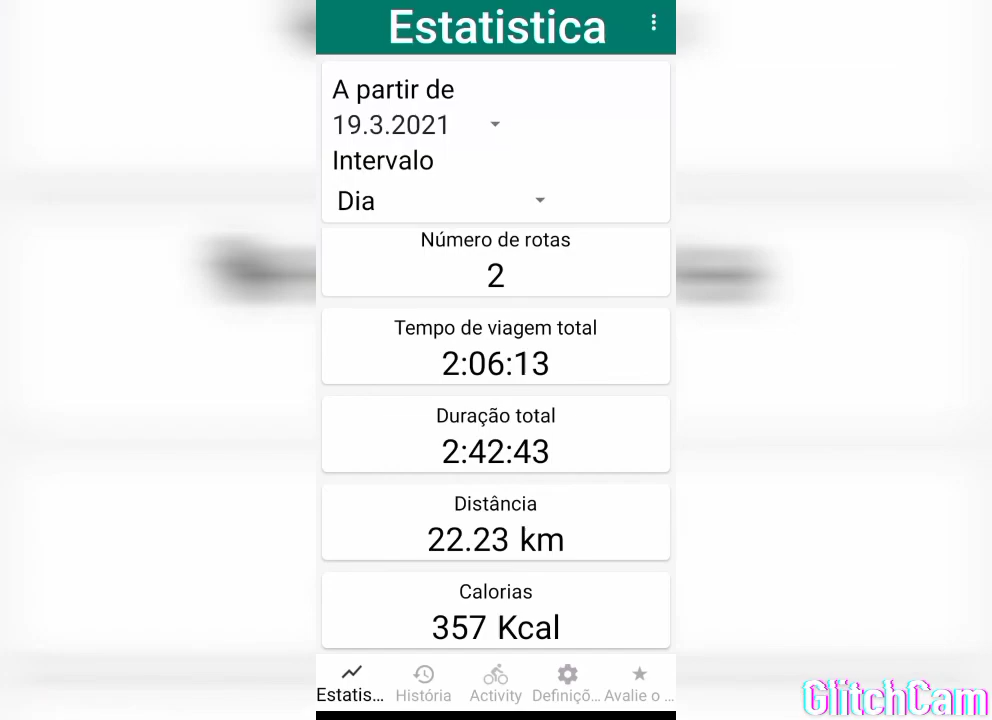 Estatistica
A partir de
19.3.2021
Intervalo
Dia
Número de rotas
2
Tempo de viagem total
2:06:13
Duração total
2:42:43
Distância
22.23 km
Calorias
357 Kcal
Estatis... História Activity Definiçõ... Avalie o ...
GlitchCam